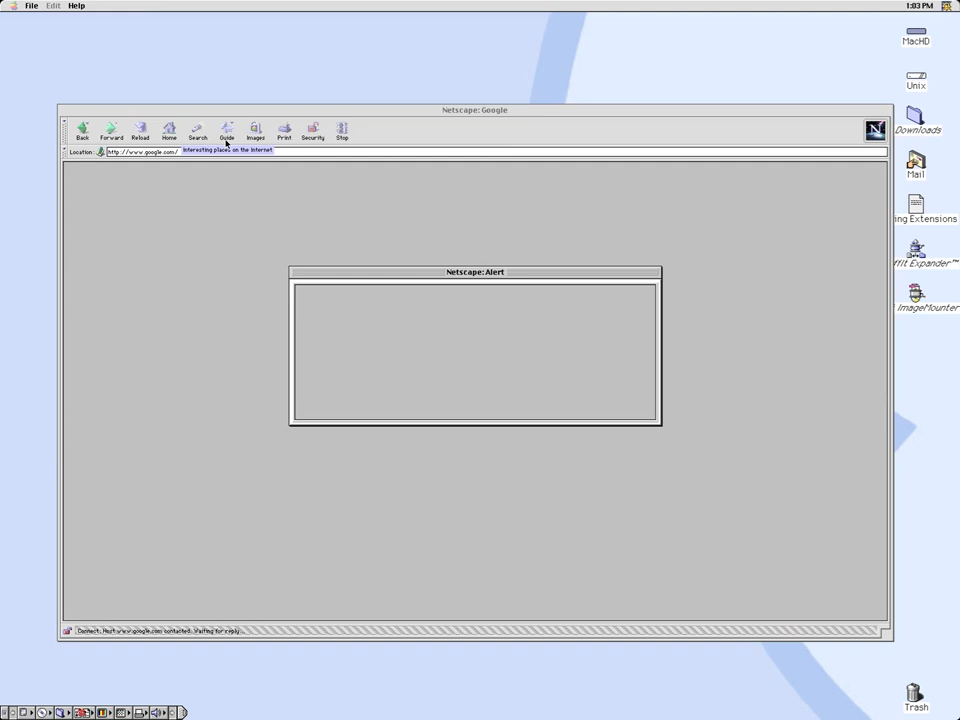 File Edit Help 1:03 PM
MacHD
Netscape: Google
Unix
Back Forward Reload Home Search Guide Images Print Security Stop
N
Downloads
Location: http://www.google.com/
Interesting places on the Internet
Mail
ing Extensions
ffit Expander™
Netscape: Alert
ImageMounter
Connect: Host www.google.com contacted. Waiting for reply...
Trash